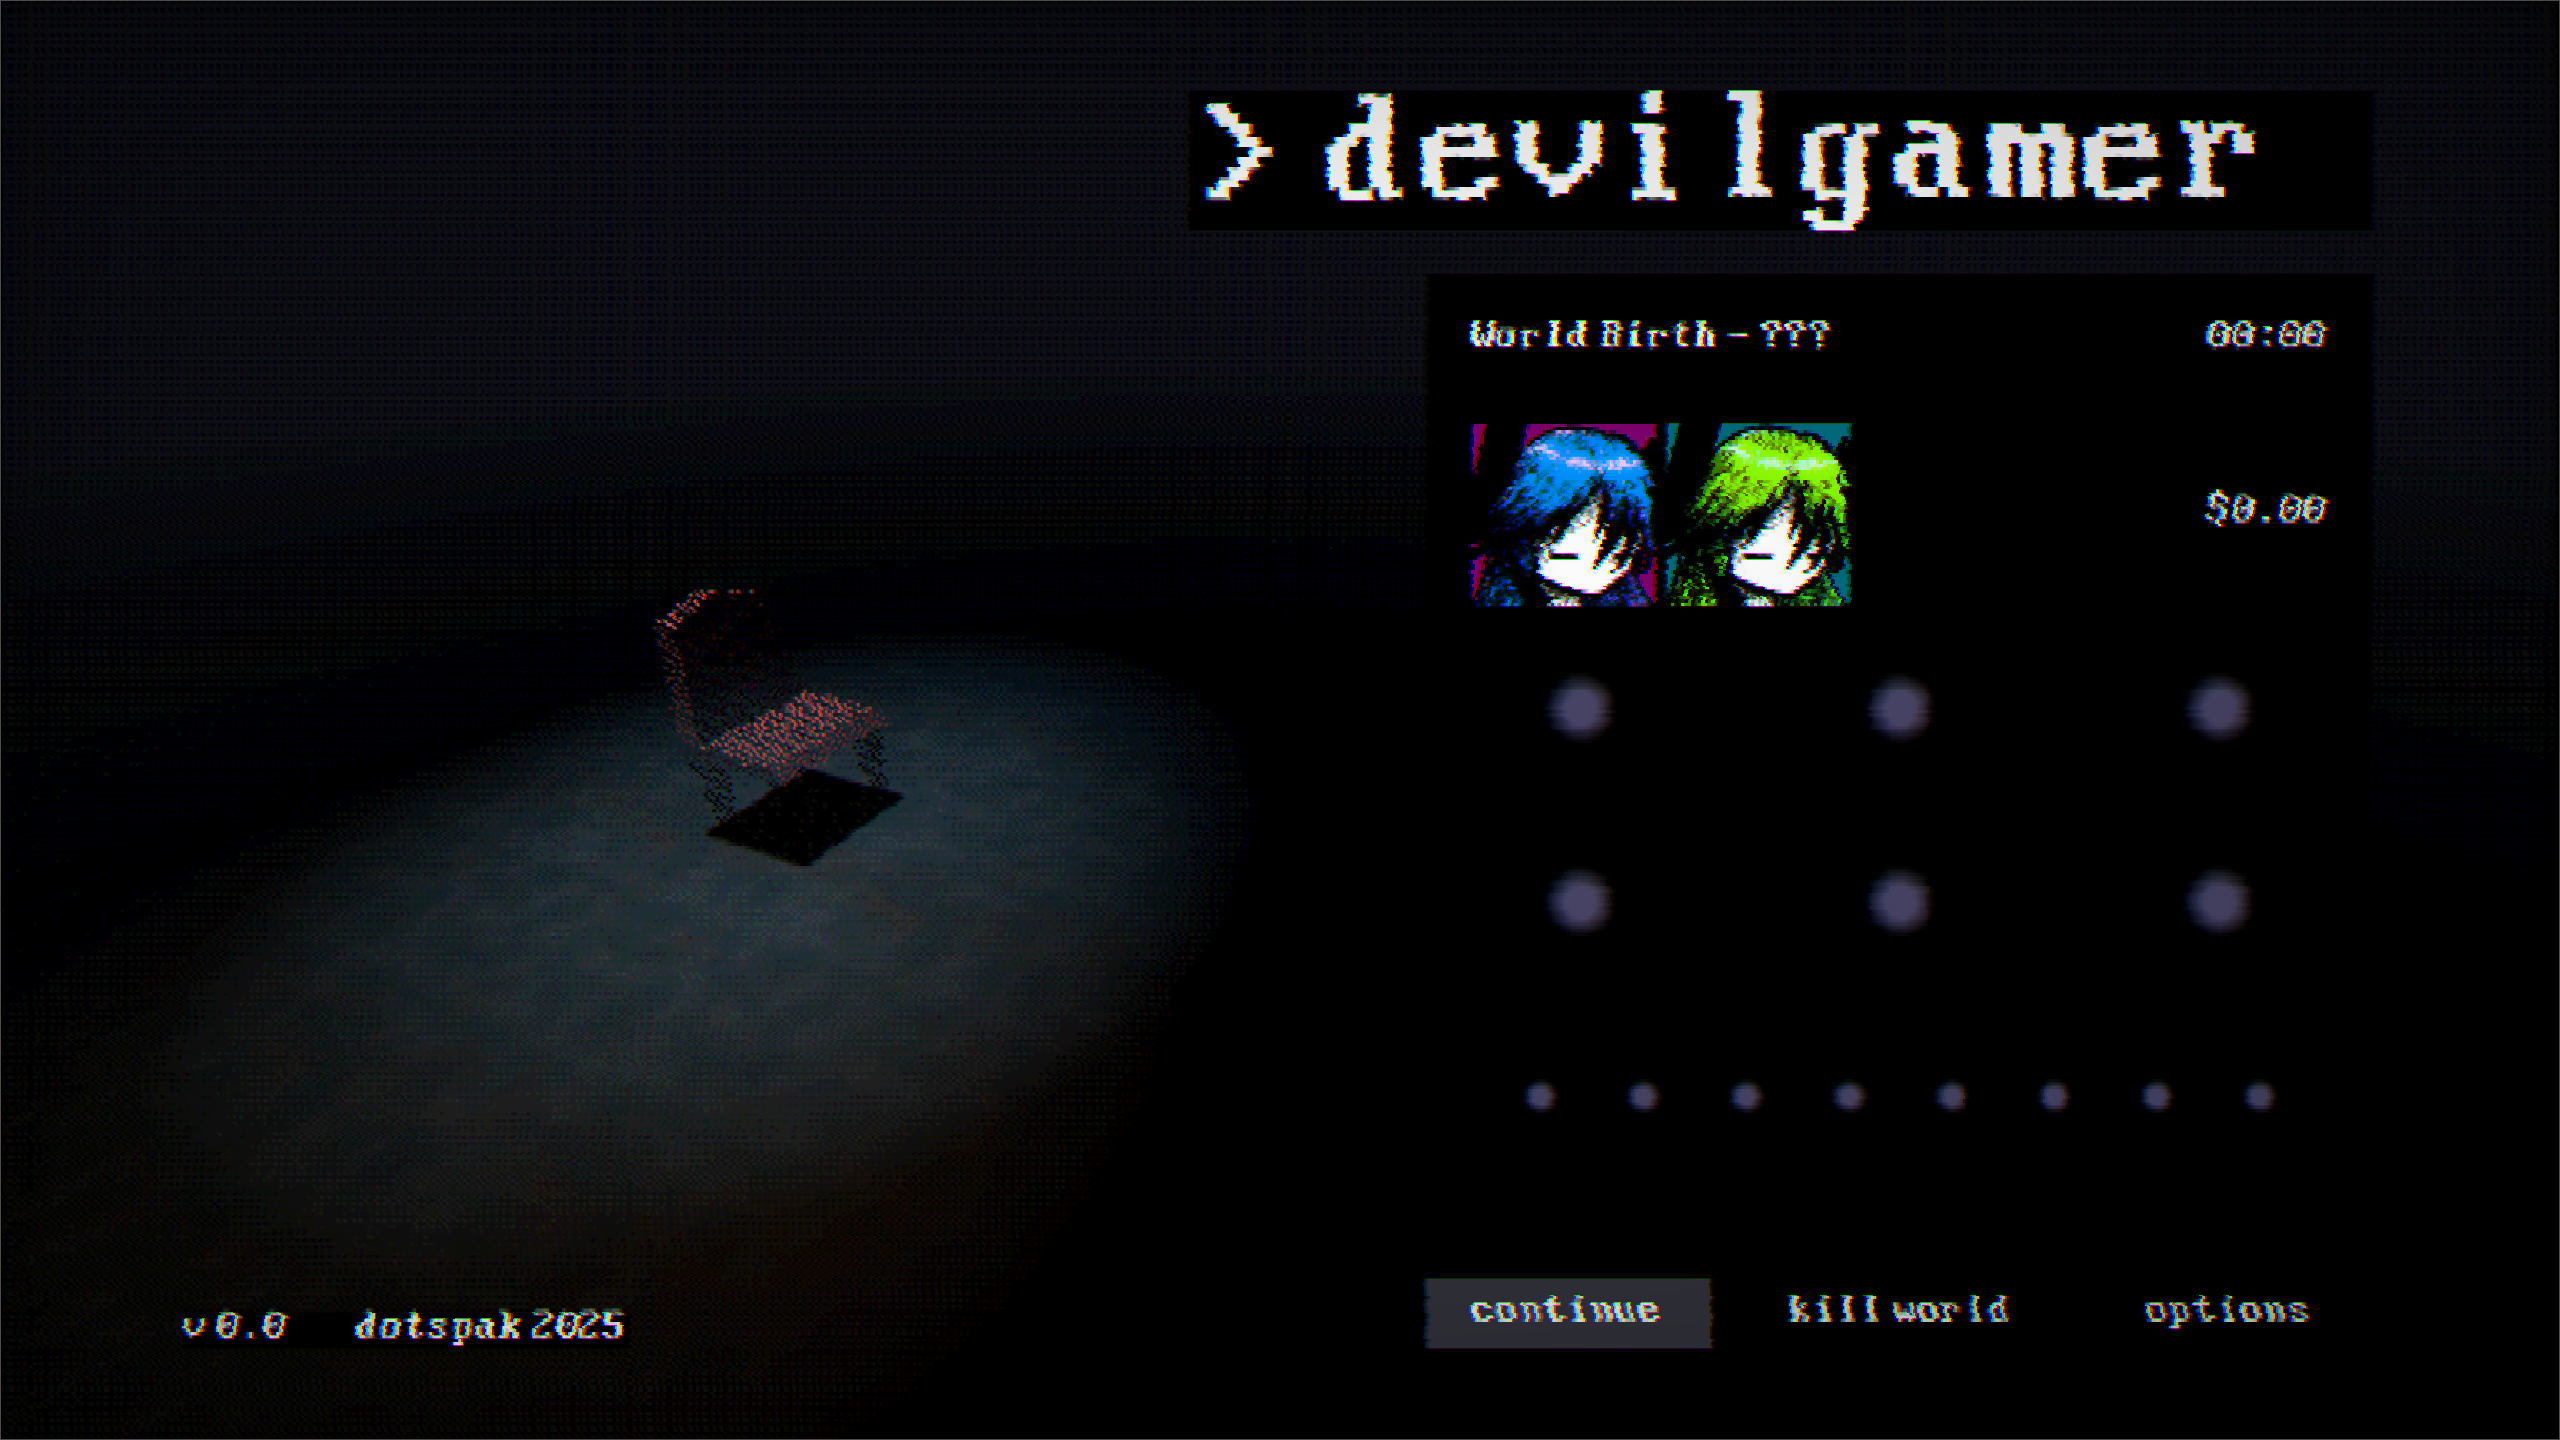 > devilgamer
World Birth - ???
00:00
$0.00
continue
kill world
options
v0.0
dotspak 2025